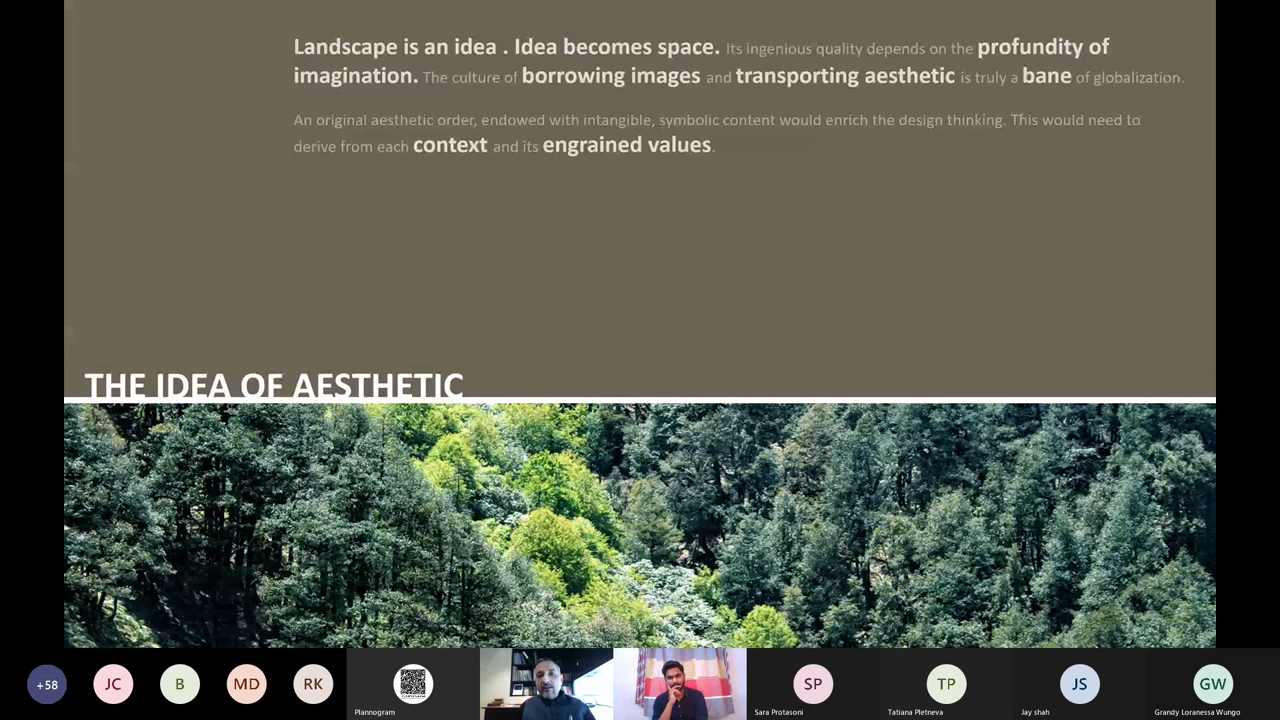 Landscape is an idea . Idea becomes space. Its ingenious quality depends on the profundity of
imagination. The culture of borrowing images and transporting aesthetic is truly a bane of globalization.
An original aesthetic order, endowed with intangible, symbolic content would enrich the design thinking. This would need to
derive from each context and its engrained values.
THE IDEA OF AESTHETIC
+58
JC
B
MD
RK
SP
TP
JS
GW
Plannogram
Sara Protasoni
Tatiana Pletneva
Jay shah
Grandy Loranessa Wungo